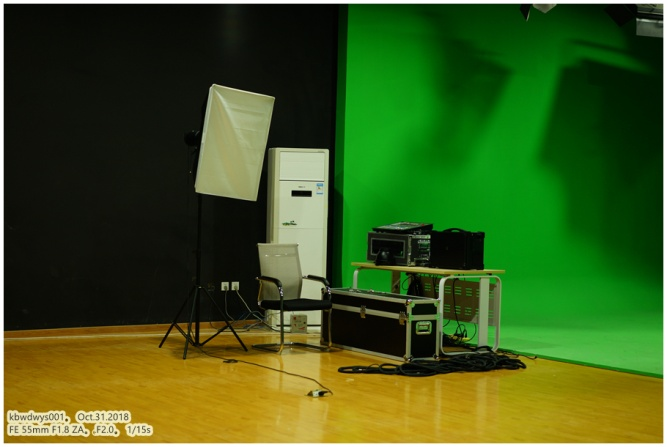 kbwdwys001， Oct.31.2018
FE 55mm F1.8 ZA， .F2.0， 1/15s